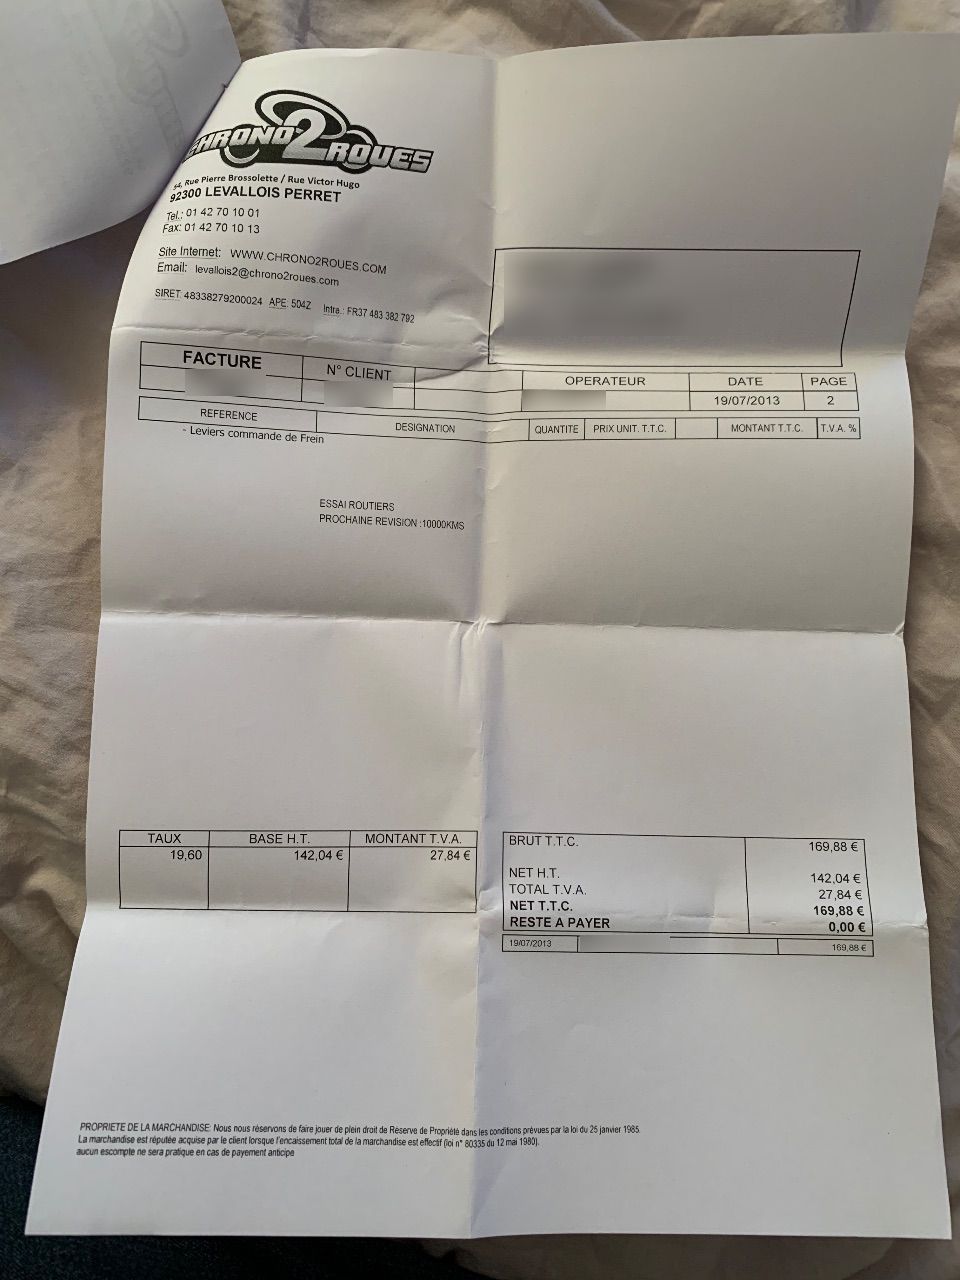 CHRONO 2 ROUES
Rue Pierre Brossolette / Rue Victor Hugo
92300 LEVALLOIS PERRET
Tel.: 01 42 70 10 01
Fax: 01 42 70 10 13
Site Internet: WWW.CHRONO2ROUES.COM
Email: levallois2@chrono2roues.com
SIRET 48338279200024 APE: 504Z Intra.: FR37 483 382 792
FACTURE N° CLIENT OPERATEUR DATE PAGE
19/07/2013 2
REFERENCE DESIGNATION QUANTITE PRIX UNIT. T.T.C. MONTANT T.T.C. T.V.A. %
- Leviers commande de Frein
ESSAI ROUTIERS
PROCHAINE REVISION :10000KMS
TAUX BASE H.T. MONTANT T.V.A.
19,60 142,04 € 27,84 €
BRUT T.T.C. 169,88 €
NET H.T. 142,04 €
TOTAL T.V.A. 27,84 €
NET T.T.C. 169,88 €
RESTE A PAYER 0,00 €
19/07/2013 169,88 €
PROPRIETE DE LA MARCHANDISE: Nous nous réservons de faire jouer de plein droit de Réserve de Propriété dans les conditions prévues par la loi du 25 janvier 1985.
La marchandise est réputée acquise par le client lorsque l'encaissement total de la marchandise est effectif (loi n° 80335 du 12 mai 1980).
aucun escompte ne sera pratique en cas de payement anticipe